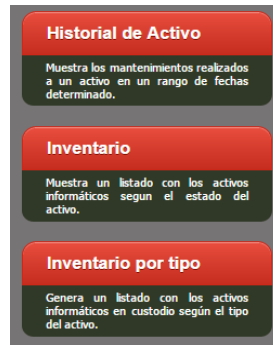 Historial de Activo
Muestra los mantenimientos realizados
a un activo en un rango de fechas
determinado.
Inventario
Muestra un listado con los activos
informáticos segun el estado del
activo.
Inventario por tipo
Genera un listado con los activos
informáticos en custodio según el tipo
del activo.